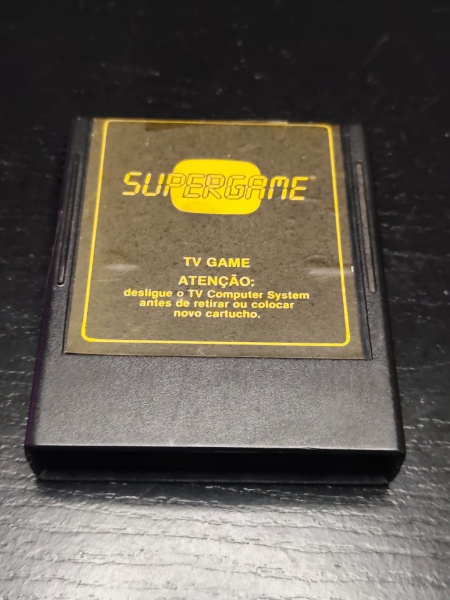 SUPERGAME®
TV GAME
ATENÇÃO:
desligue o TV Computer System
antes de retirar ou colocar
novo cartucho.